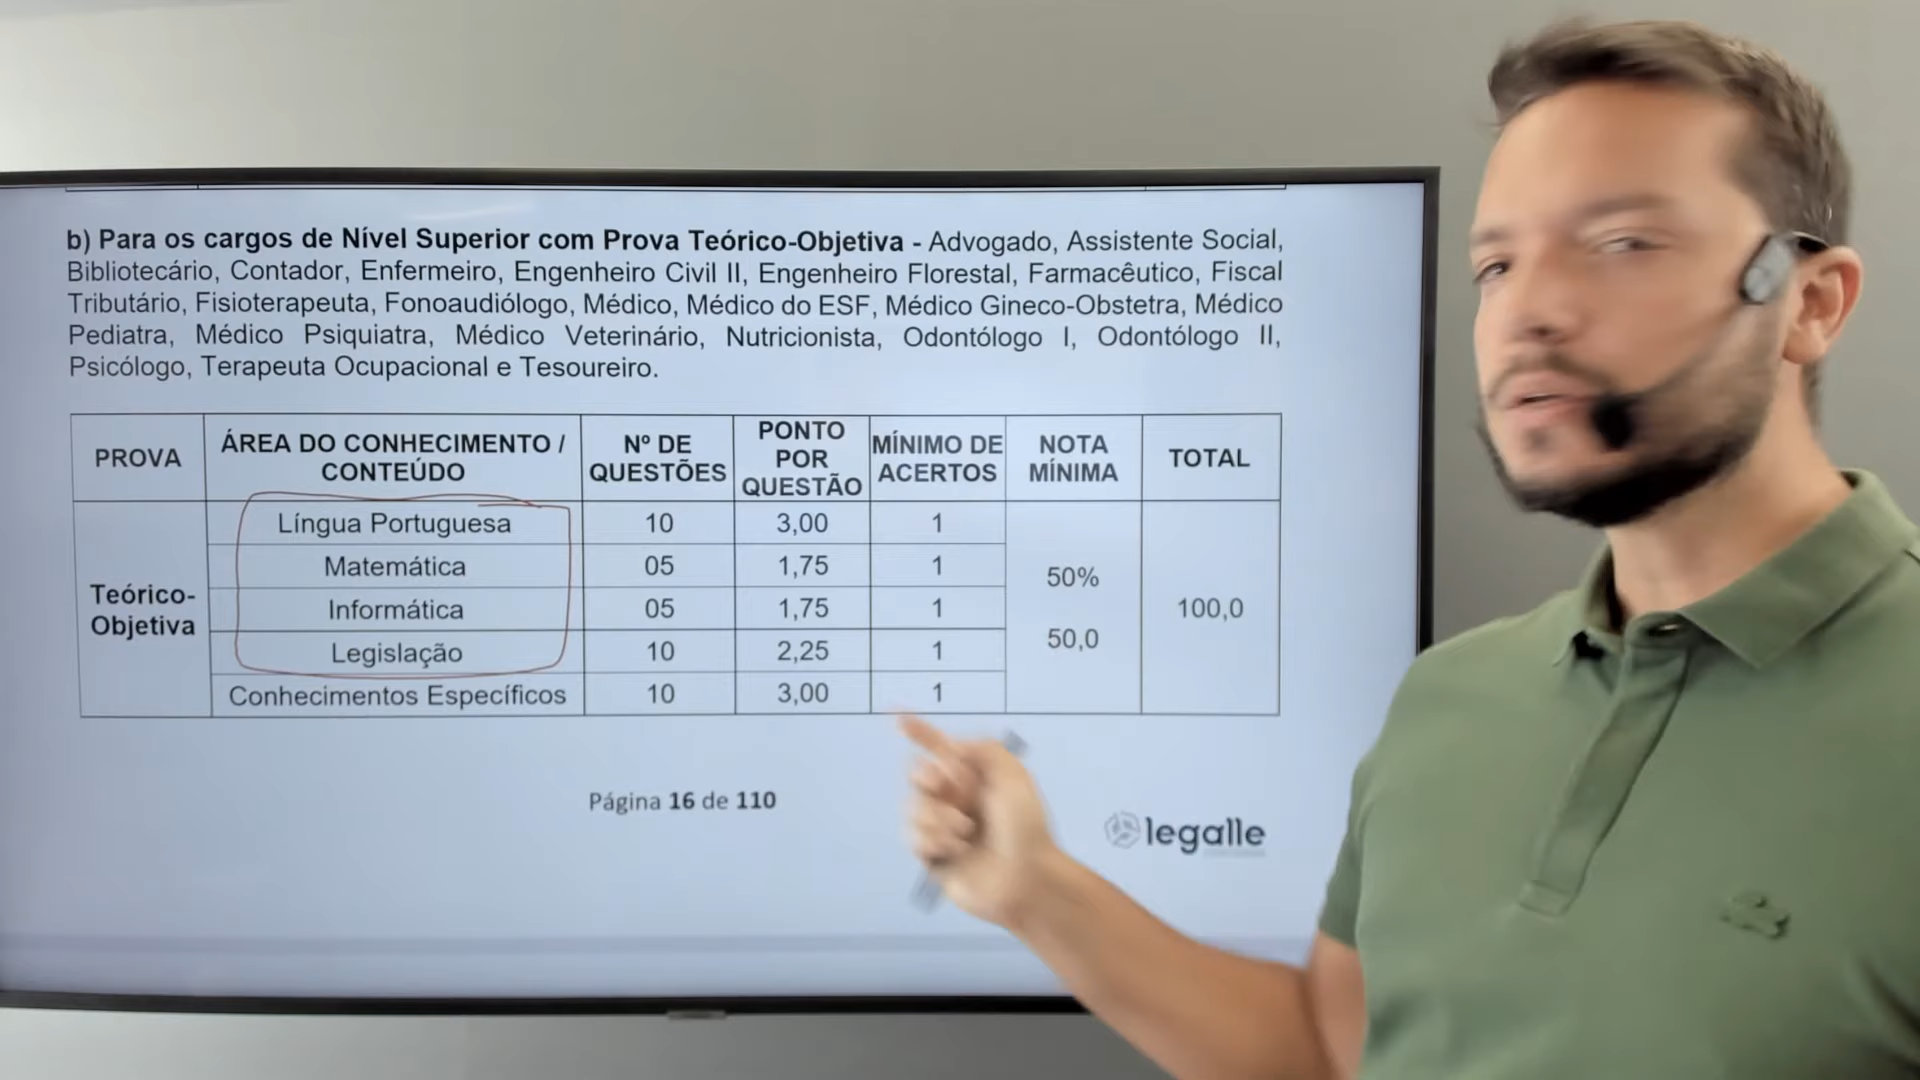 b) Para os cargos de Nível Superior com Prova Teórico-Objetiva - Advogado, Assistente Social,
Bibliotecário, Contador, Enfermeiro, Engenheiro Civil II, Engenheiro Florestal, Farmacêutico, Fiscal
Tributário, Fisioterapeuta, Fonoaudiólogo, Médico, Médico do ESF, Médico Gineco-Obstetra, Médico
Pediatra, Médico Psiquiatra, Médico Veterinário, Nutricionista, Odontólogo I, Odontólogo II,
Psicólogo, Terapeuta Ocupacional e Tesoureiro.
PROVA
ÁREA DO CONHECIMENTO /
CONTEÚDO
Nº DE
QUESTÕES
PONTO
POR
QUESTÃO
MÍNIMO DE
ACERTOS
NOTA
MÍNIMA
TOTAL
Teórico-
Objetiva
Língua Portuguesa 10 3,00 1
Matemática 05 1,75 1
Informática 05 1,75 1
Legislação 10 2,25 1
Conhecimentos Específicos 10 3,00 1
50%
50,0
100,0
Página 16 de 110
legalle